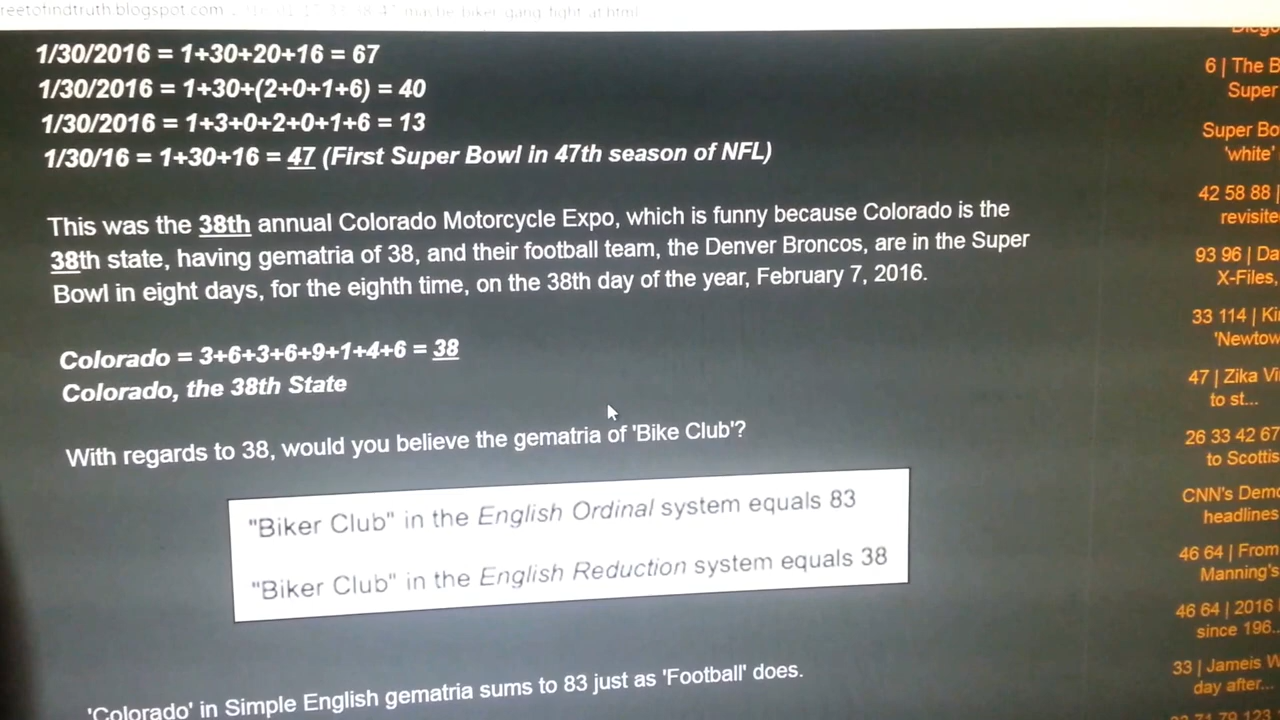 reetofindtruth.blogspot.com
1/30/2016 = 1+30+20+16 = 67
1/30/2016 = 1+30+(2+0+1+6) = 40
1/30/2016 = 1+3+0+2+0+1+6 = 13
1/30/16 = 1+30+16 = 47 (First Super Bowl in 47th season of NFL)
This was the 38th annual Colorado Motorcycle Expo, which is funny because Colorado is the
38th state, having gematria of 38, and their football team, the Denver Broncos, are in the Super
Bowl in eight days, for the eighth time, on the 38th day of the year, February 7, 2016.
Colorado = 3+6+3+6+9+1+4+6 = 38
Colorado, the 38th State
With regards to 38, would you believe the gematria of 'Bike Club'?
"Biker Club" in the English Ordinal system equals 83
"Biker Club" in the English Reduction system equals 38
'Colorado' in Simple English gematria sums to 83 just as 'Football' does.
Diego
6 | The B
Super
Super Bo
'white'
42 58 88 |
revisite
93 96 | Da
X-Files,
33 114 | Ki
'Newtow
47 | Zika Vi
to st...
26 33 42 67
to Scottis
CNN's Demo
headlines
46 64 | From
Manning's
46 64 | 2016
since 196...
33 | Jameis W
day after...